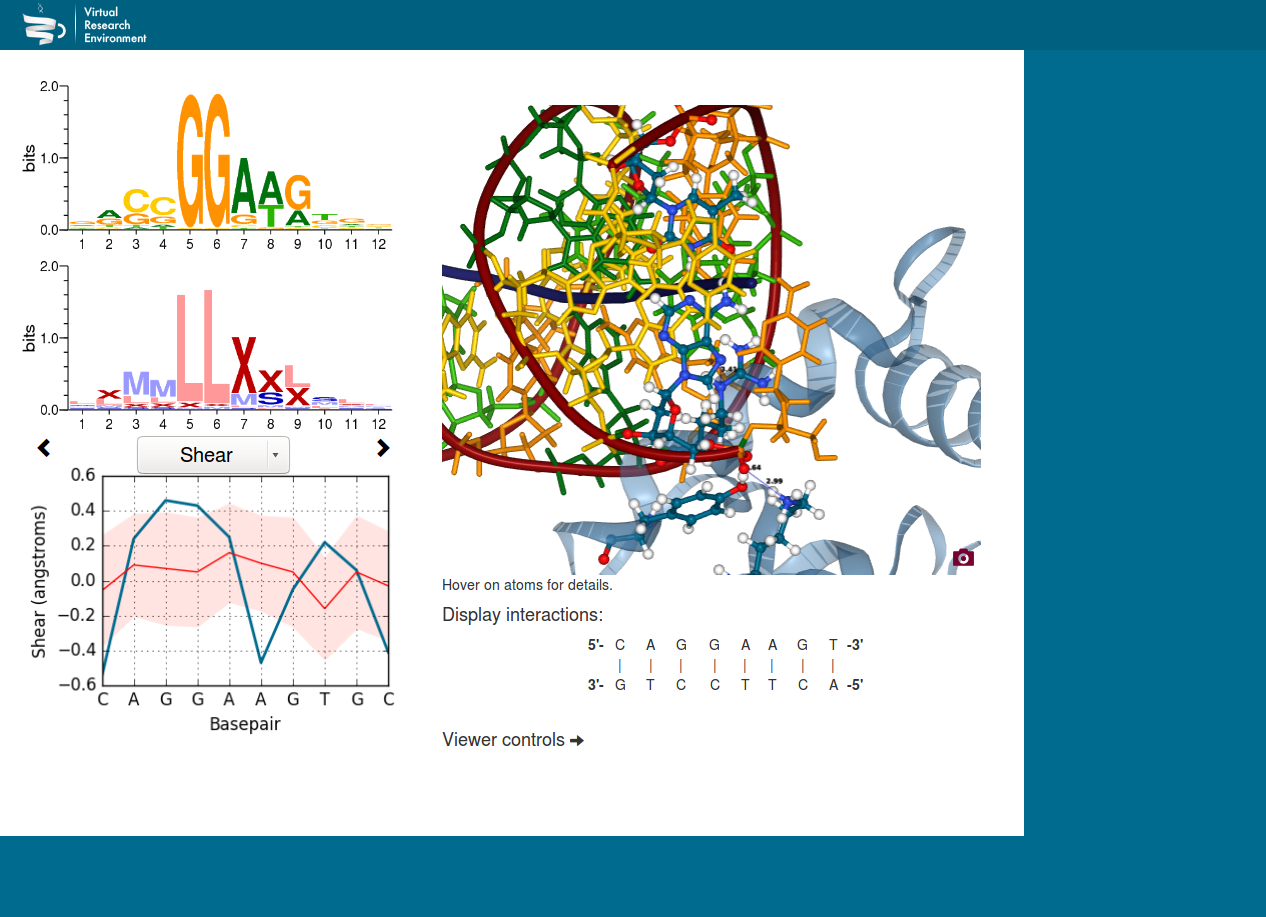 Virtual
Research
Environment
2.0
bits
1.0
0.0
A C G C G G G A G A T G A T G
1 2 3 4 5 6 7 8 9 10 11 12
2.0
bits
1.0
0.0
X M M L L X M X S L X S
1 2 3 4 5 6 7 8 9 10 11 12
Shear
0.6
0.4
0.2
0.0
−0.2
−0.4
−0.6
Shear (angstroms)
C A G G A A G T G C
Basepair
2.99
Hover on atoms for details.
Display interactions:
5'- C A G G A A G T -3'
3'- G T C C T T C A -5'
Viewer controls